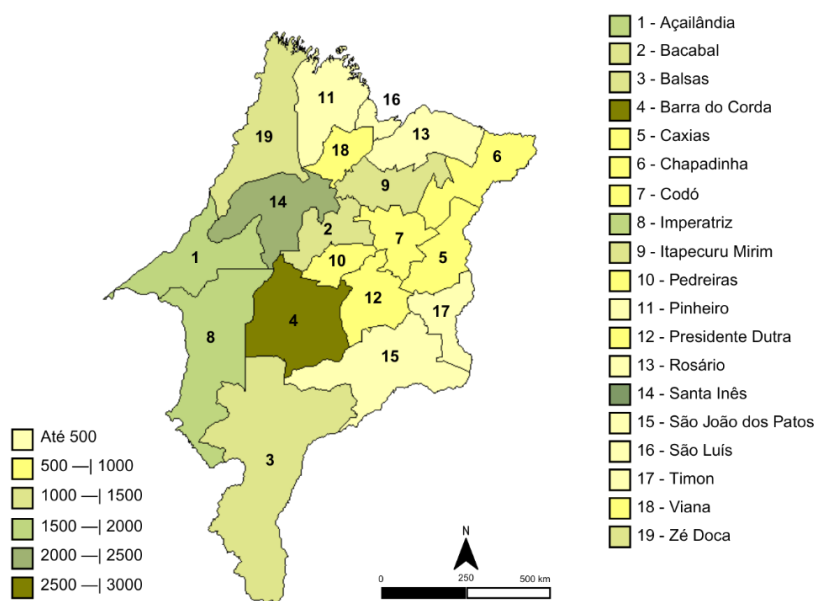 11
16
13
19
18
6
9
14
2
7
1
10
5
12
17
8
4
15
3
1 - Açailândia
2 - Bacabal
3 - Balsas
4 - Barra do Corda
5 - Caxias
6 - Chapadinha
7 - Codó
8 - Imperatriz
9 - Itapecuru Mirim
10 - Pedreiras
11 - Pinheiro
12 - Presidente Dutra
13 - Rosário
14 - Santa Inês
15 - São João dos Patos
16 - São Luís
17 - Timon
18 - Viana
19 - Zé Doca
Até 500
500 —| 1000
1000 —| 1500
1500 —| 2000
2000 —| 2500
2500 —| 3000
N
0 250 500 km